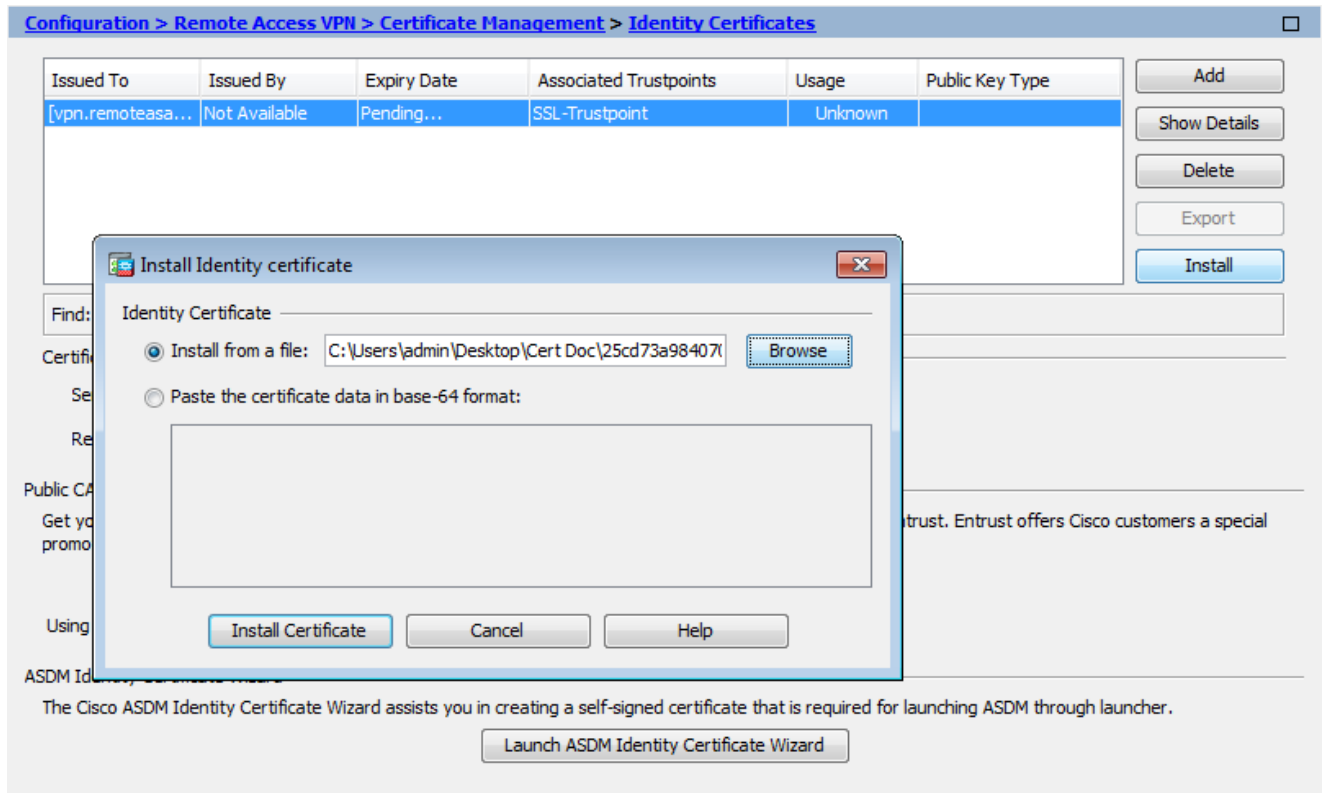 Configuration > Remote Access VPN > Certificate Management > Identity Certificates
Issued To Issued By Expiry Date Associated Trustpoints Usage Public Key Type
[vpn.remoteasa... Not Available Pending... SSL-Trustpoint Unknown
Add
Show Details
Delete
Export
Install
Install Identity certificate
Find:
Identity Certificate
Install from a file: C:\Users\admin\Desktop\Cert Doc\25cd73a98407( Browse
Certifi
Paste the certificate data in base-64 format:
Se
Re
Public CA
Get yo trust. Entrust offers Cisco customers a special
promo
Using
Install Certificate Cancel Help
The Cisco ASDM Identity Certificate Wizard assists you in creating a self-signed certificate that is required for launching ASDM through launcher.
Launch ASDM Identity Certificate Wizard